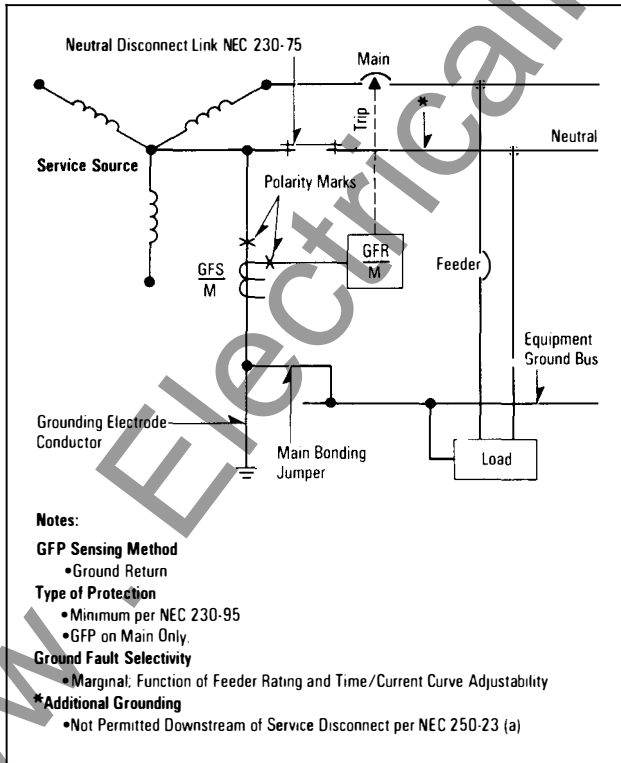 Neutral Disconnect Link NEC 230-75
Main
*
Trip
Neutral
Service Source
Polarity Marks
GFS
M
GFR
M
Feeder
Equipment
Ground Bus
Grounding Electrode
Conductor
Main Bonding
Jumper
Load
Notes:
GFP Sensing Method
•Ground Return
Type of Protection
•Minimum per NEC 230-95
•GFP on Main Only.
Ground Fault Selectivity
•Marginal; Function of Feeder Rating and Time/Current Curve Adjustability
*Additional Grounding
•Not Permitted Downstream of Service Disconnect per NEC 250-23 (a)
w . Electrical